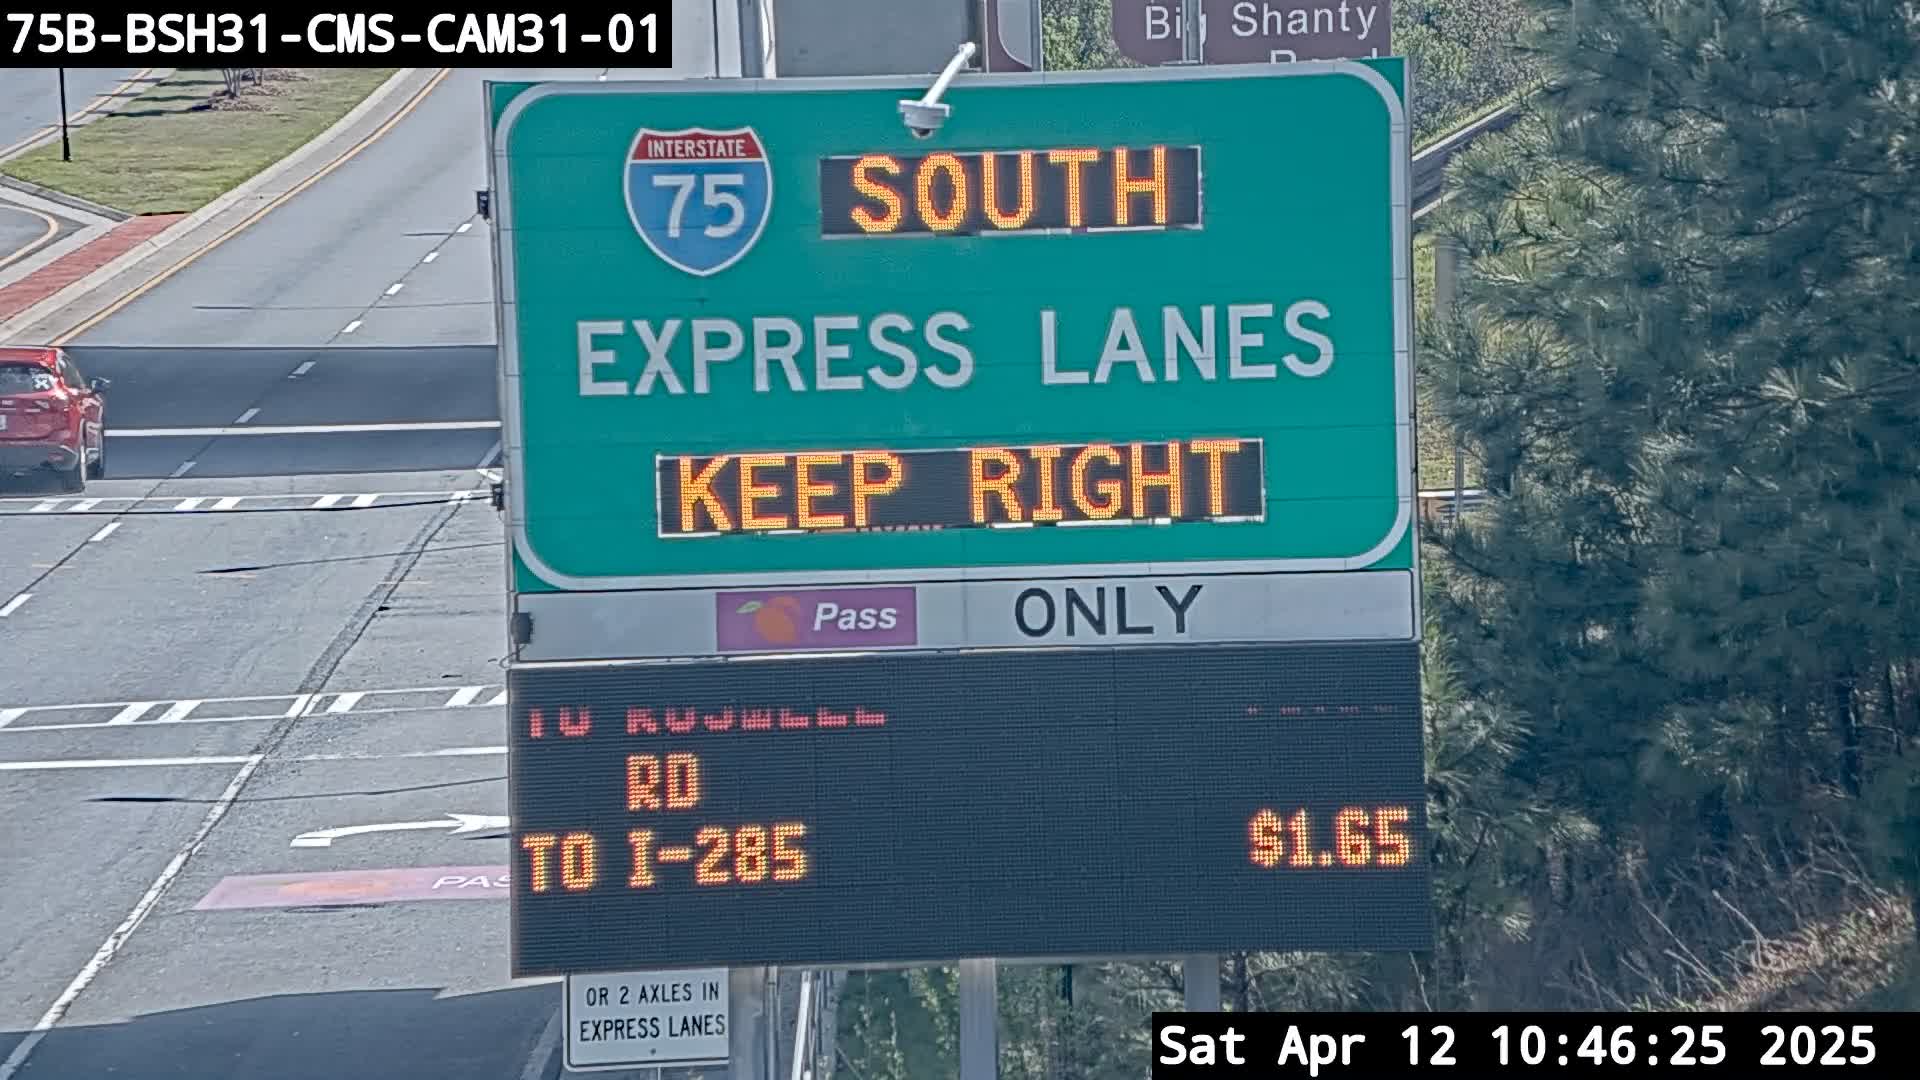 75B-BSH31-CMS-CAM31-01
Big Shanty
INTERSTATE
75
SOUTH
EXPRESS LANES
KEEP RIGHT
Pass
ONLY
TO
RD
TO I-285 $1.65
OR 2 AXLES IN
EXPRESS LANES
Sat Apr 12 10:46:25 2025